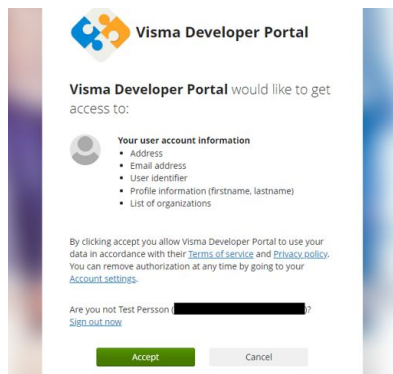 Visma Developer Portal
Visma Developer Portal would like to get
access to:
Your user account information
• Address
• Email address
• User identifier
• Profile information (firstname, lastname)
• List of organizations
By clicking accept you allow Visma Developer Portal to use your
data in accordance with their Terms of service and Privacy policy.
You can remove authorization at any time by going to your
Account settings.
Are you not Test Persson ( )?
Sign out now
Accept Cancel